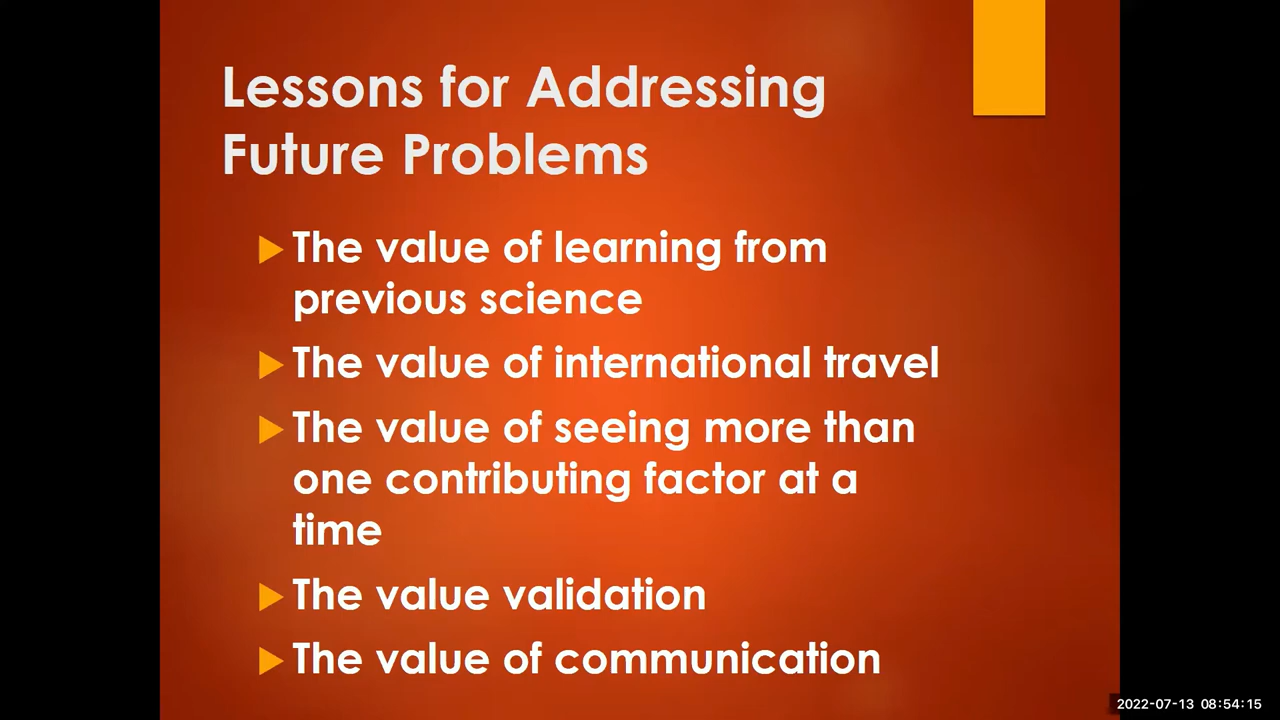 Lessons for Addressing
Future Problems
The value of learning from
previous science
The value of international travel
The value of seeing more than
one contributing factor at a
time
The value validation
The value of communication
2022-07-13 08:54:15